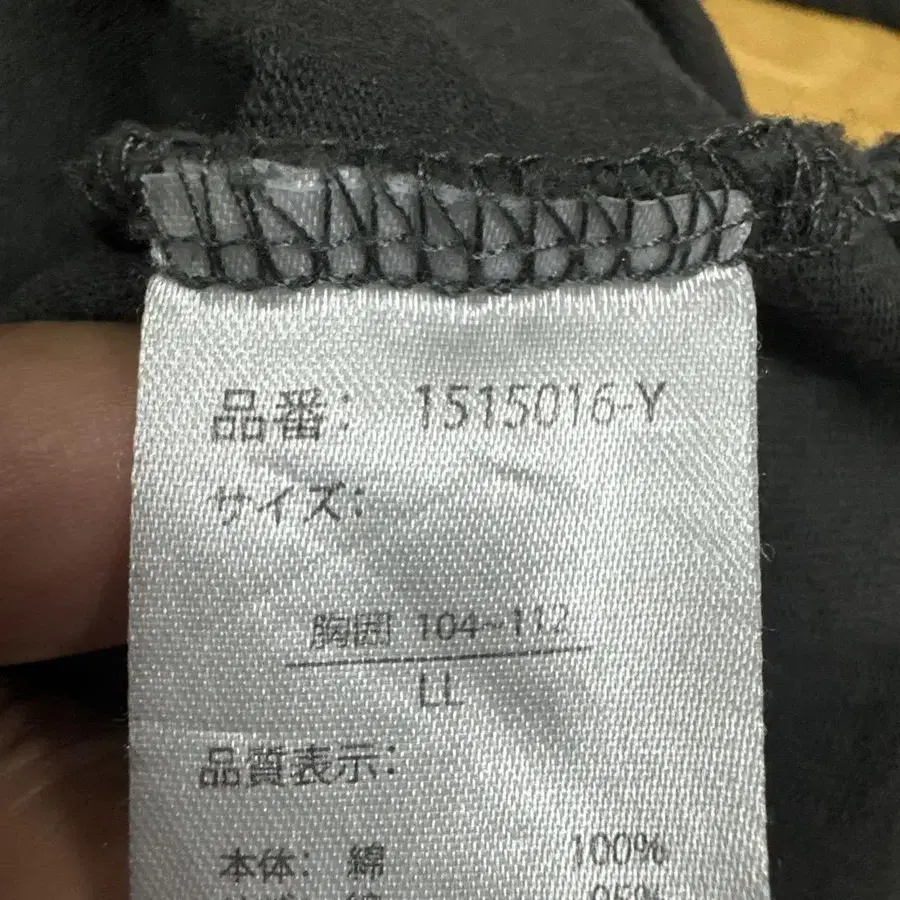 品番: 1515016-Y
サイズ:
胸囲 104~112
LL
品質表示:
本体: 綿 100%